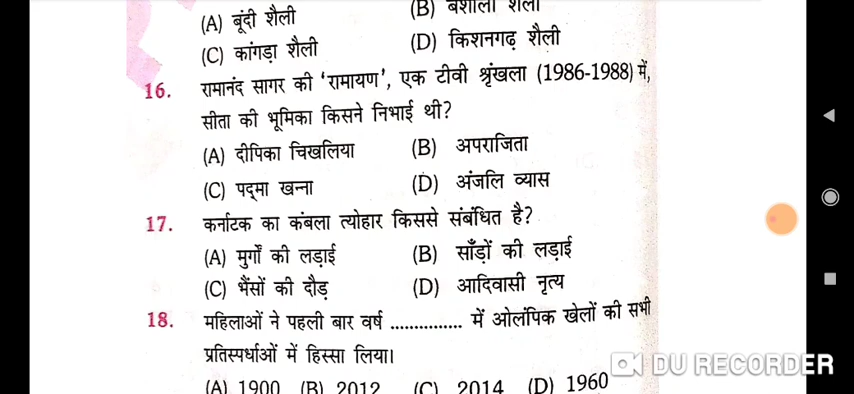 (A) बूंदी शैली (B) बशोली शैली
(C) कांगड़ा शैली (D) किशनगढ़ शैली
16. रामानंद सागर की 'रामायण', एक टीवी श्रृंखला (1986-1988) में,
सीता की भूमिका किसने निभाई थी?
(A) दीपिका चिखलिया (B) अपराजिता
(C) पद्मा खन्ना (D) अंजलि व्यास
17. कर्नाटक का कंबला त्योहार किससे संबंधित है?
(A) मुर्गों की लड़ाई (B) साँड़ों की लड़ाई
(C) भैंसों की दौड़ (D) आदिवासी नृत्य
18. महिलाओं ने पहली बार वर्ष ............... में ओलंपिक खेलों की सभी
प्रतिस्पर्धाओं में हिस्सा लिया।
DU RECORDER
(A) 1900 (B) 2012 (C) 2014 (D) 1960